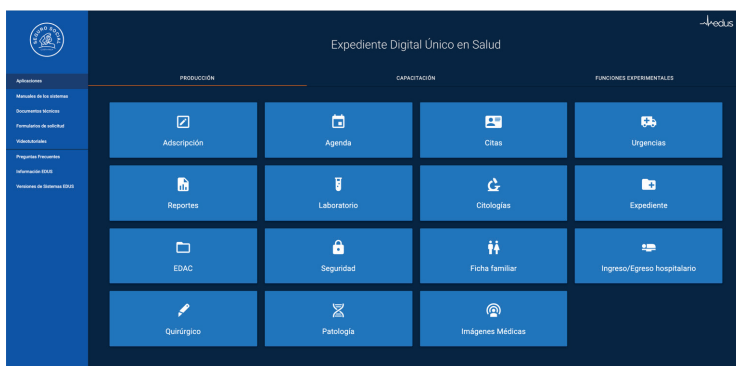 SEGURO SOCIAL
edus
Expediente Digital Único en Salud
PRODUCCIÓN
CAPACITACIÓN
FUNCIONES EXPERIMENTALES
Aplicaciones
Manuales de los sistemas
Documentos técnicos
Formularios de solicitud
Videotutoriales
Preguntas Frecuentes
Información EDUS
Versiones de Sistemas EDUS
Adscripción
Agenda
Citas
Urgencias
Reportes
Laboratorio
Citologías
Expediente
EDAC
Seguridad
Ficha familiar
Ingreso/Egreso hospitalario
Quirúrgico
Patología
Imágenes Médicas